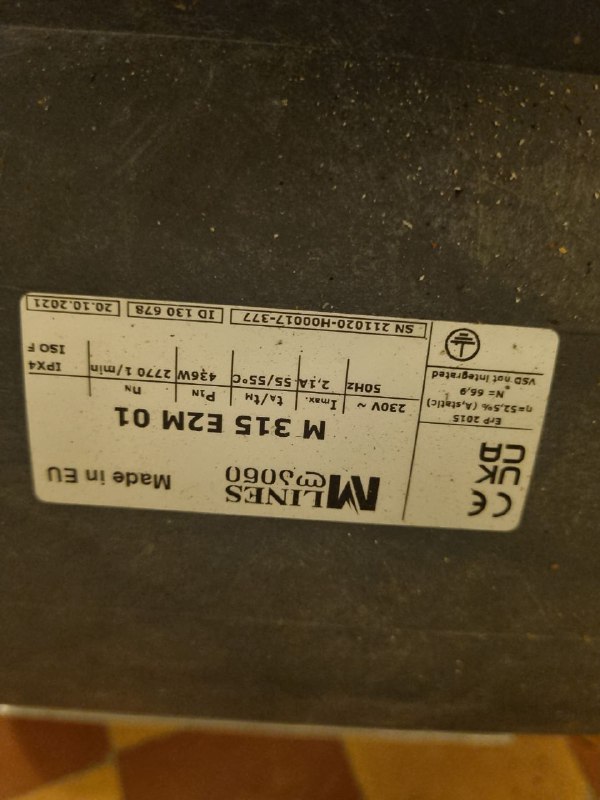 CE
UK
CA
ErP 2015
η=52,5% (A,static)
N= 66,9
VSD not integrated
MLINES
Made in EU
M 315 E2M 01
230V ~ Imax. tA/tM P1N nN
50Hz 2,1A 55/55°C 436W 2770 1/min IPX4
ISO F
SN 211020-H00017-377 ID 130 678 20.10.2021